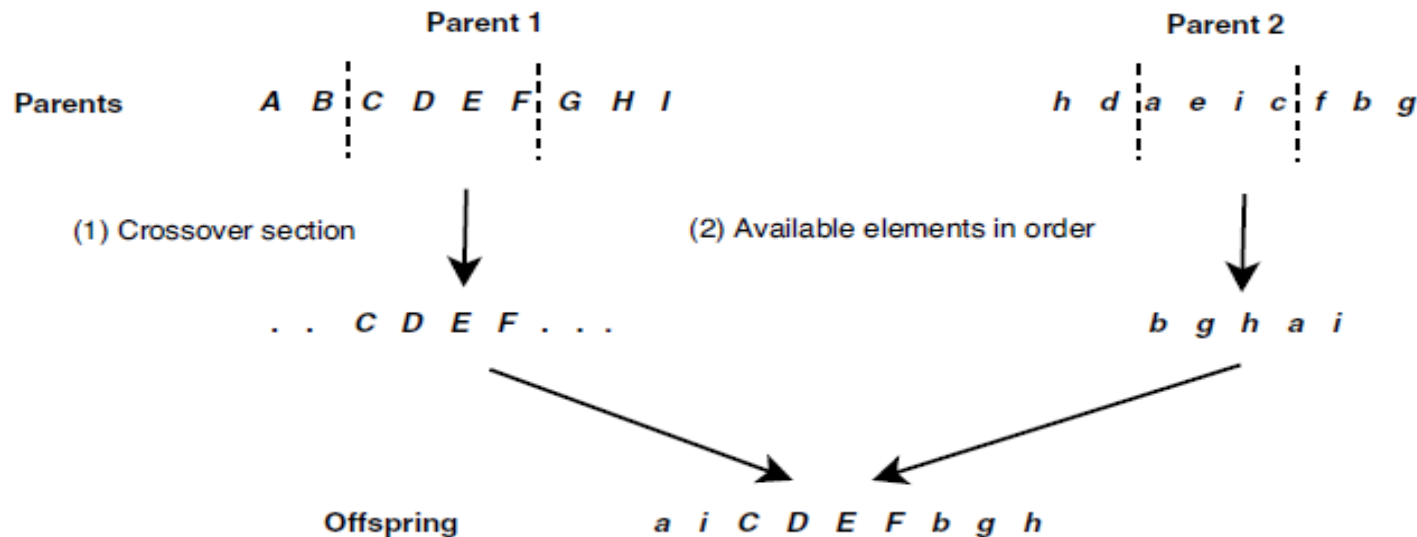 Parent 1 Parent 2
Parents A B C D E F G H I h d a e i c f b g
(1) Crossover section (2) Available elements in order
. . C D E F . . . b g h a i
Offspring a i C D E F b g h